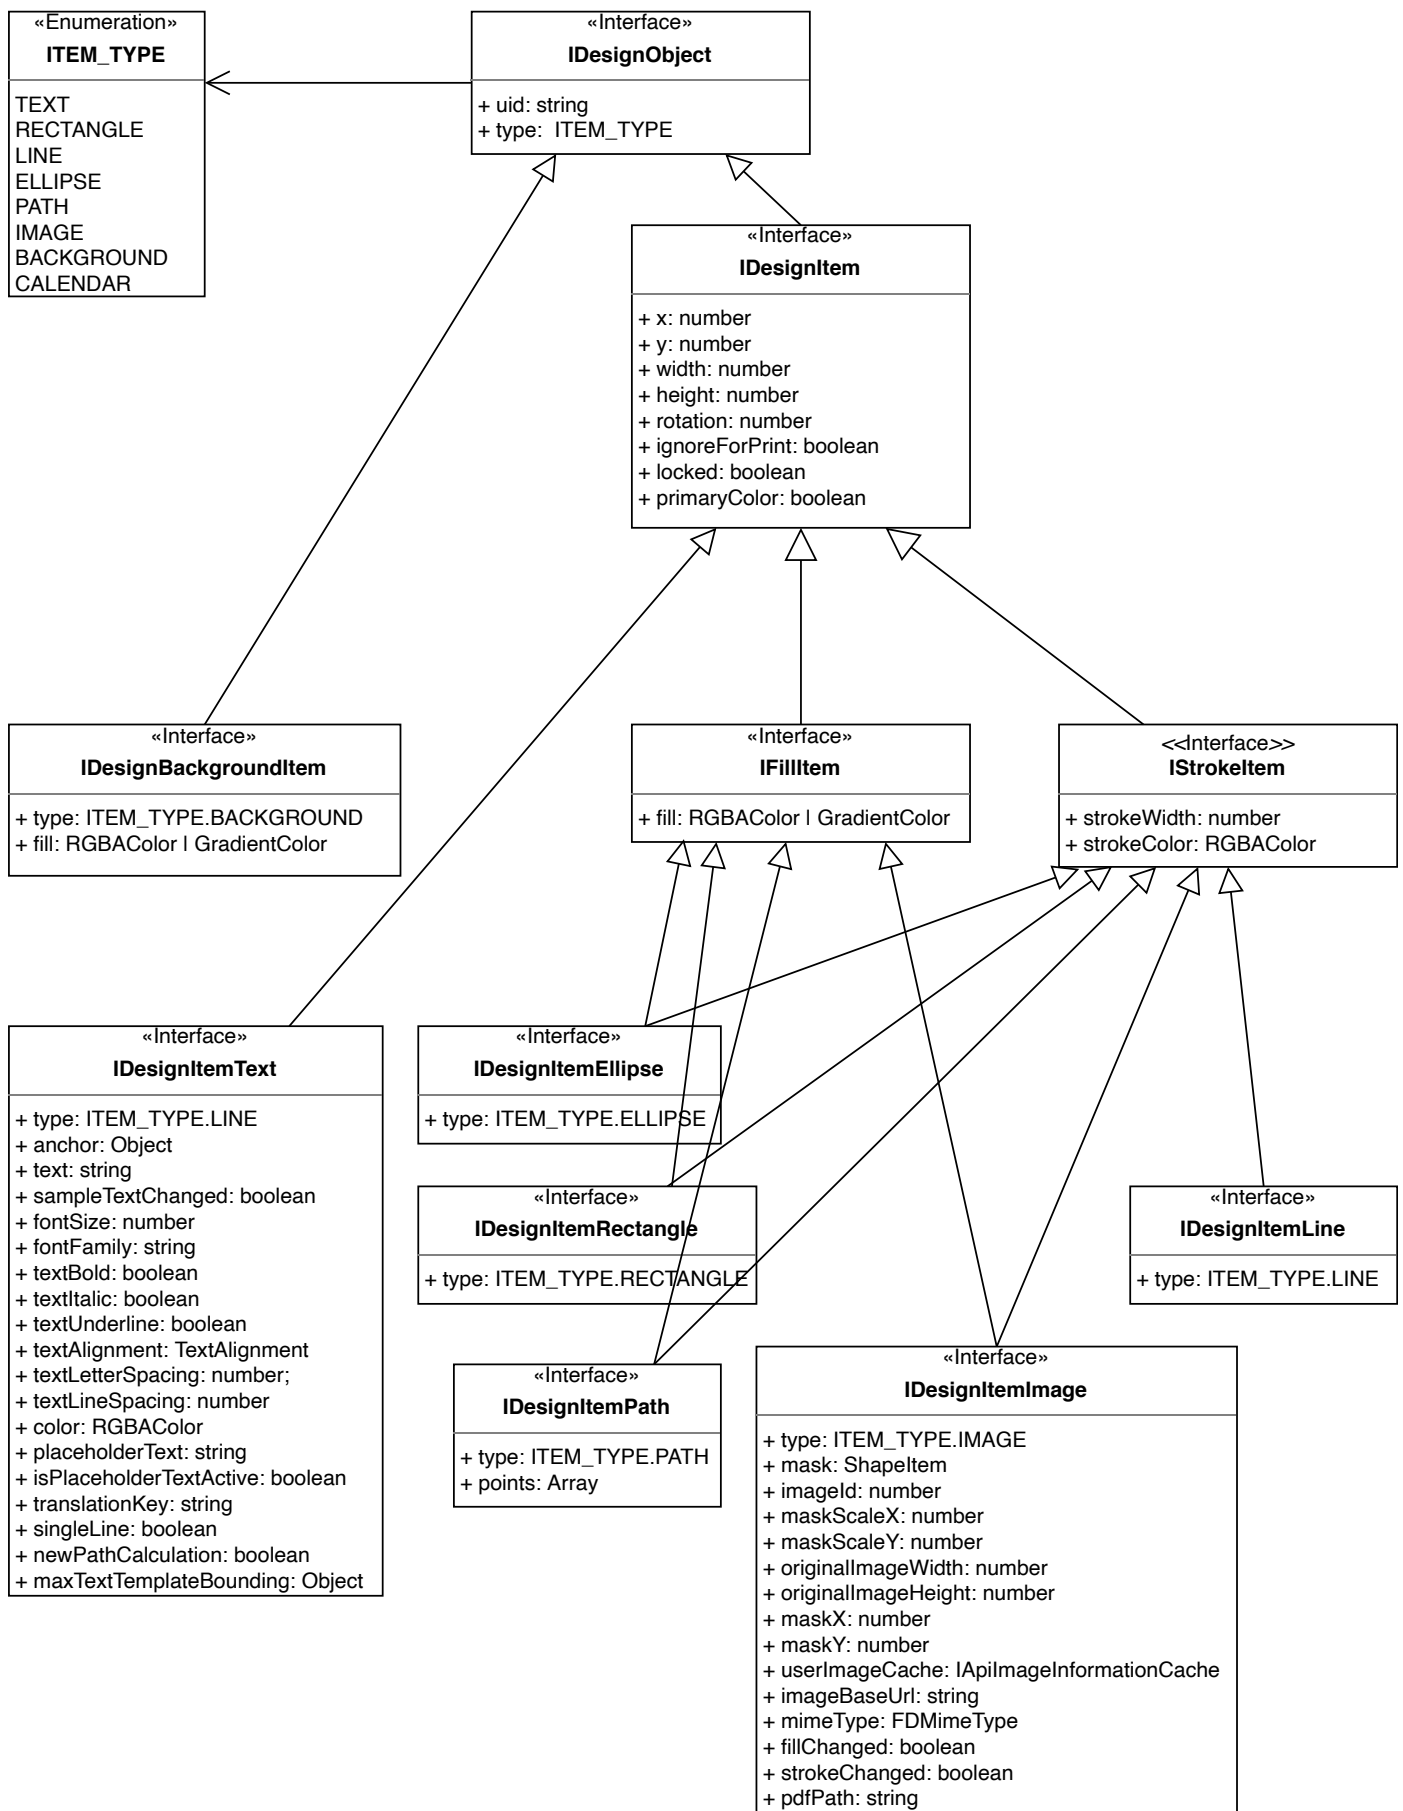 «Enumeration»
ITEM_TYPE
TEXT
RECTANGLE
LINE
ELLIPSE
PATH
IMAGE
BACKGROUND
CALENDAR
«Interface»
IDesignObject
+ uid: string
+ type:  ITEM_TYPE
«Interface»
IDesignItem
+ x: number
+ y: number
+ width: number
+ height: number
+ rotation: number
+ ignoreForPrint: boolean
+ locked: boolean
+ primaryColor: boolean
«Interface»
IDesignBackgroundItem
+ type: ITEM_TYPE.BACKGROUND
+ fill: RGBAColor | GradientColor
«Interface»
IFillItem
+ fill: RGBAColor | GradientColor
<<Interface>>
IStrokeItem
+ strokeWidth: number
+ strokeColor: RGBAColor
«Interface»
IDesignItemText
+ type: ITEM_TYPE.LINE
+ anchor: Object
+ text: string
+ sampleTextChanged: boolean
+ fontSize: number
+ fontFamily: string
+ textBold: boolean
+ textItalic: boolean
+ textUnderline: boolean
+ textAlignment: TextAlignment
+ textLetterSpacing: number;
+ textLineSpacing: number
+ color: RGBAColor
+ placeholderText: string
+ isPlaceholderTextActive: boolean
+ translationKey: string
+ singleLine: boolean
+ newPathCalculation: boolean
+ maxTextTemplateBounding: Object
«Interface»
IDesignItemEllipse
+ type: ITEM_TYPE.ELLIPSE
«Interface»
IDesignItemRectangle
+ type: ITEM_TYPE.RECTANGLE
«Interface»
IDesignItemLine
+ type: ITEM_TYPE.LINE
«Interface»
IDesignItemPath
+ type: ITEM_TYPE.PATH
+ points: Array
«Interface»
IDesignItemImage
+ type: ITEM_TYPE.IMAGE
+ mask: ShapeItem
+ imageId: number
+ maskScaleX: number
+ maskScaleY: number
+ originalImageWidth: number
+ originalImageHeight: number
+ maskX: number
+ maskY: number
+ userImageCache: IApiImageInformationCache
+ imageBaseUrl: string
+ mimeType: FDMimeType
+ fillChanged: boolean
+ strokeChanged: boolean
+ pdfPath: string